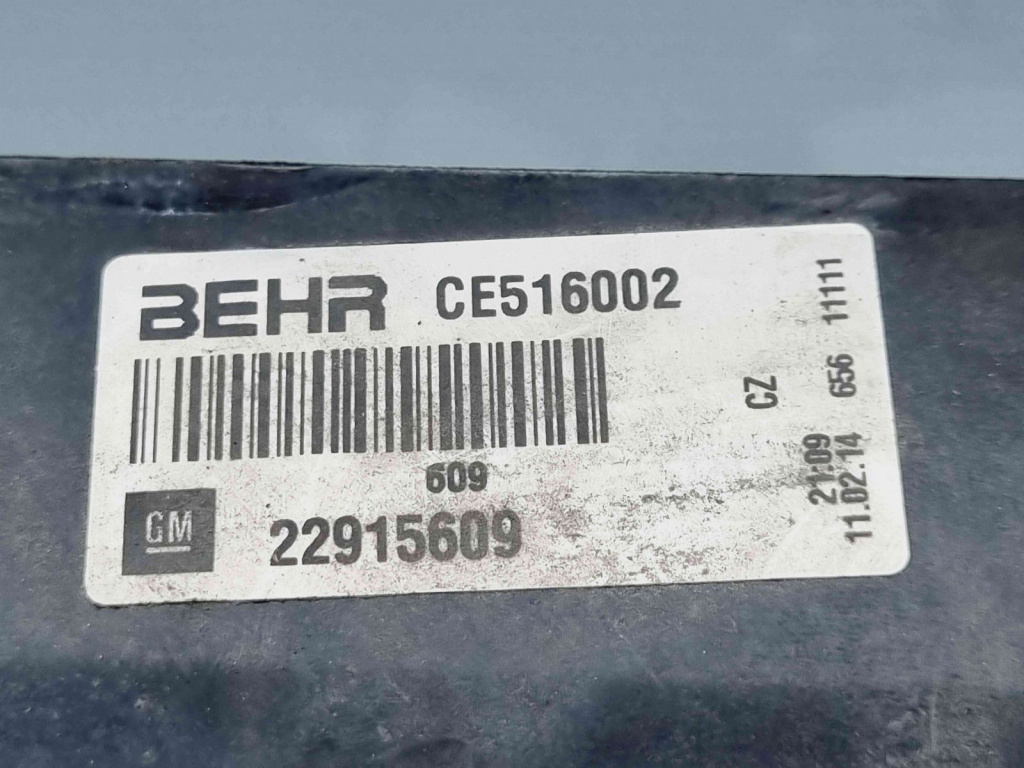 BEHR CE516002
609
GM 22915609
CZ
21:09 656 11111
11.02.14